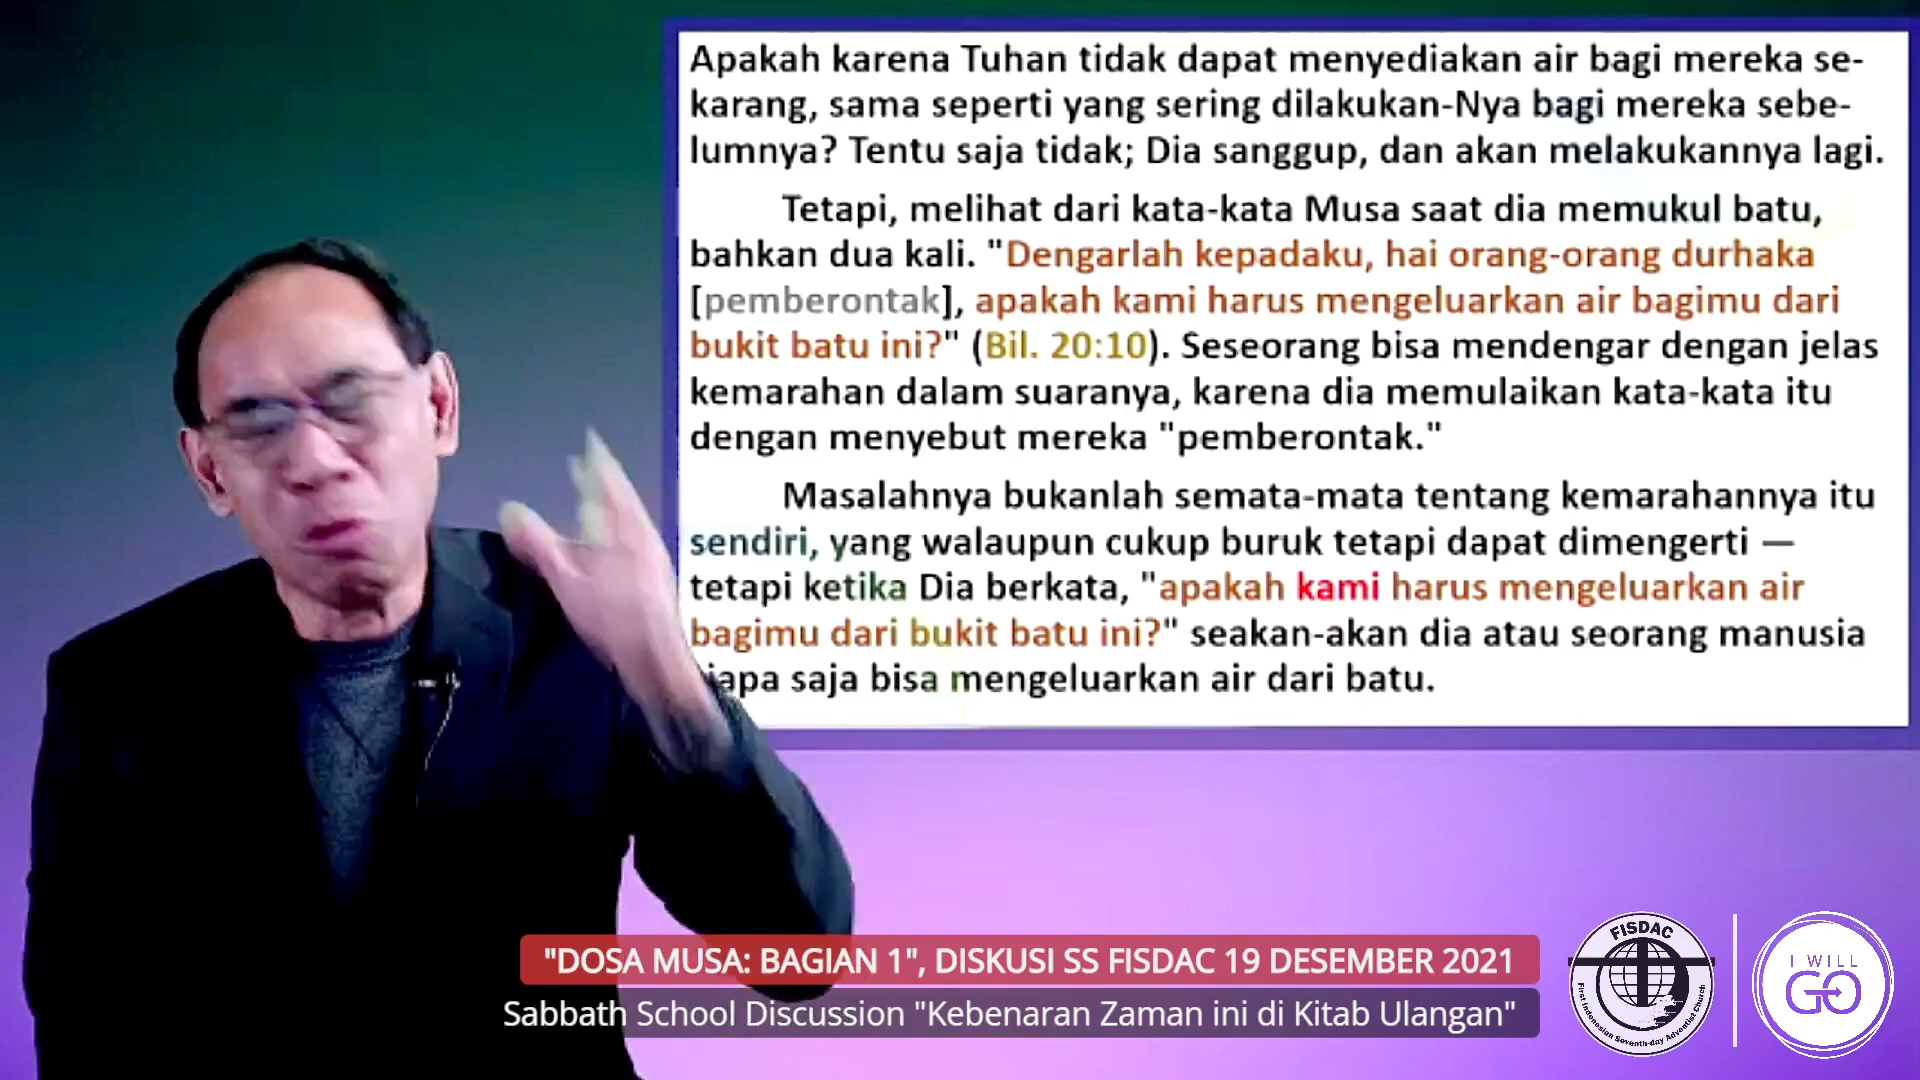 Apakah karena Tuhan tidak dapat menyediakan air bagi mereka se-
karang, sama seperti yang sering dilakukan-Nya bagi mereka sebe-
lumnya? Tentu saja tidak; Dia sanggup, dan akan melakukannya lagi.
Tetapi, melihat dari kata-kata Musa saat dia memukul batu,
bahkan dua kali. "Dengarlah kepadaku, hai orang-orang durhaka
[pemberontak], apakah kami harus mengeluarkan air bagimu dari
bukit batu ini?" (Bil. 20:10). Seseorang bisa mendengar dengan jelas
kemarahan dalam suaranya, karena dia memulaikan kata-kata itu
dengan menyebut mereka "pemberontak."
Masalahnya bukanlah semata-mata tentang kemarahannya itu
sendiri, yang walaupun cukup buruk tetapi dapat dimengerti —
tetapi ketika Dia berkata, "apakah kami harus mengeluarkan air
bagimu dari bukit batu ini?" seakan-akan dia atau seorang manusia
saja bisa mengeluarkan air dari batu.
"DOSA MUSA: BAGIAN 1", DISKUSI SS FISDAC 19 DESEMBER 2021
Sabbath School Discussion "Kebenaran Zaman ini di Kitab Ulangan"
FISDAC
First Indonesian Seventh-day Adventist Church
I WILL
GO